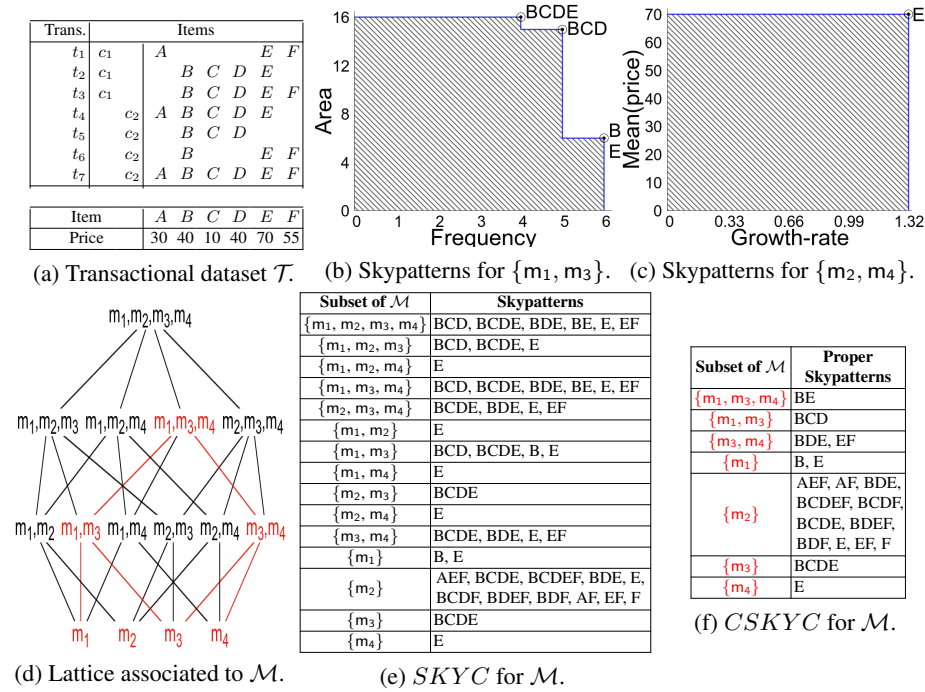 Trans. Items
t1 c1 A E F
t2 c1 B C D E
t3 c1 B C D E F
t4 c2 A B C D E
t5 c2 B C D
t6 c2 B E F
t7 c2 A B C D E F
Item A B C D E F
Price 30 40 10 40 70 55
(a) Transactional dataset T.
16
12
8
4
0
Area
BCDE
BCD
B
E
0 1 2 3 4 5 6
Frequency
(b) Skypatterns for {m1, m3}.
70
60
50
40
30
20
10
0
Mean(price)
E
0 0.33 0.66 0.99 1.32
Growth-rate
(c) Skypatterns for {m2, m4}.
m1,m2,m3,m4
m1,m2,m3 m1,m2,m4 m1,m3,m4 m2,m3,m4
m1,m2 m1,m3 m1,m4 m2,m3 m2,m4 m3,m4
m1 m2 m3 m4
(d) Lattice associated to M.
Subset of M Skypatterns
{m1, m2, m3, m4} BCD, BCDE, BDE, BE, E, EF
{m1, m2, m3} BCD, BCDE, E
{m1, m2, m4} E
{m1, m3, m4} BCD, BCDE, BDE, BE, E, EF
{m2, m3, m4} BCDE, BDE, E, EF
{m1, m2} E
{m1, m3} BCD, BCDE, B, E
{m1, m4} E
{m2, m3} BCDE
{m2, m4} E
{m3, m4} BCDE, BDE, E, EF
{m1} B, E
{m2} AEF, BCDE, BCDEF, BDE, E,
BCDF, BDEF, BDF, AF, EF, F
{m3} BCDE
{m4} E
(e) SKYC for M.
Subset of M Proper
Skypatterns
{m1, m3, m4} BE
{m1, m3} BCD
{m3, m4} BDE, EF
{m1} B, E
{m2} AEF, AF, BDE,
BCDEF, BCDF,
BCDE, BDEF,
BDF, E, EF, F
{m3} BCDE
{m4} E
(f) CSKYC for M.